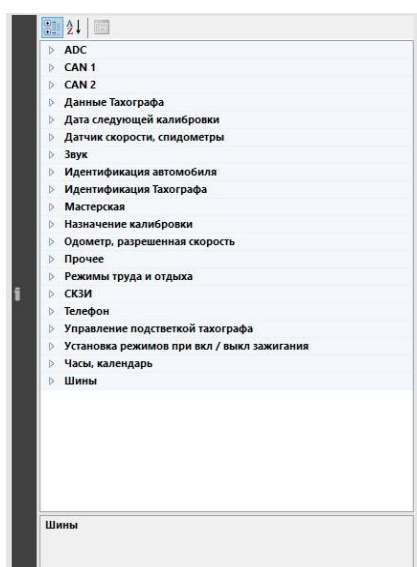 ADC
CAN 1
CAN 2
Данные Тахографа
Дата следующей калибровки
Датчик скорости, спидометры
Звук
Идентификация автомобиля
Идентификация Тахографа
Мастерская
Назначение калибровки
Одометр, разрешенная скорость
Прочее
Режимы труда и отдыха
СКЗИ
Телефон
Управление подстветкой тахографа
Установка режимов при вкл / выкл зажигания
Часы, календарь
Шины
Шины